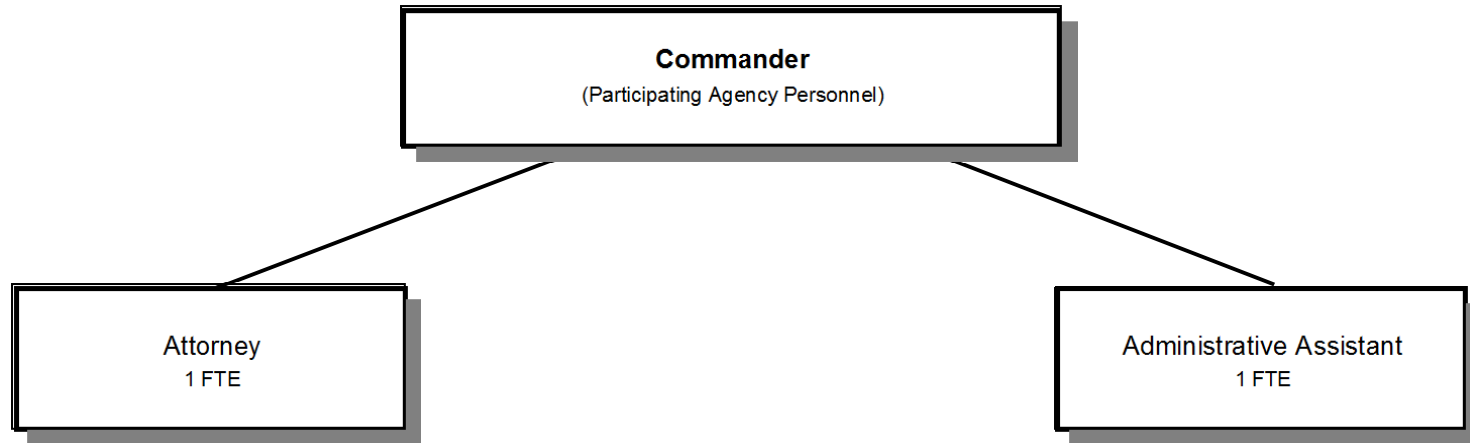 Commander
(Participating Agency Personnel)
Attorney
1 FTE
Administrative Assistant
1 FTE